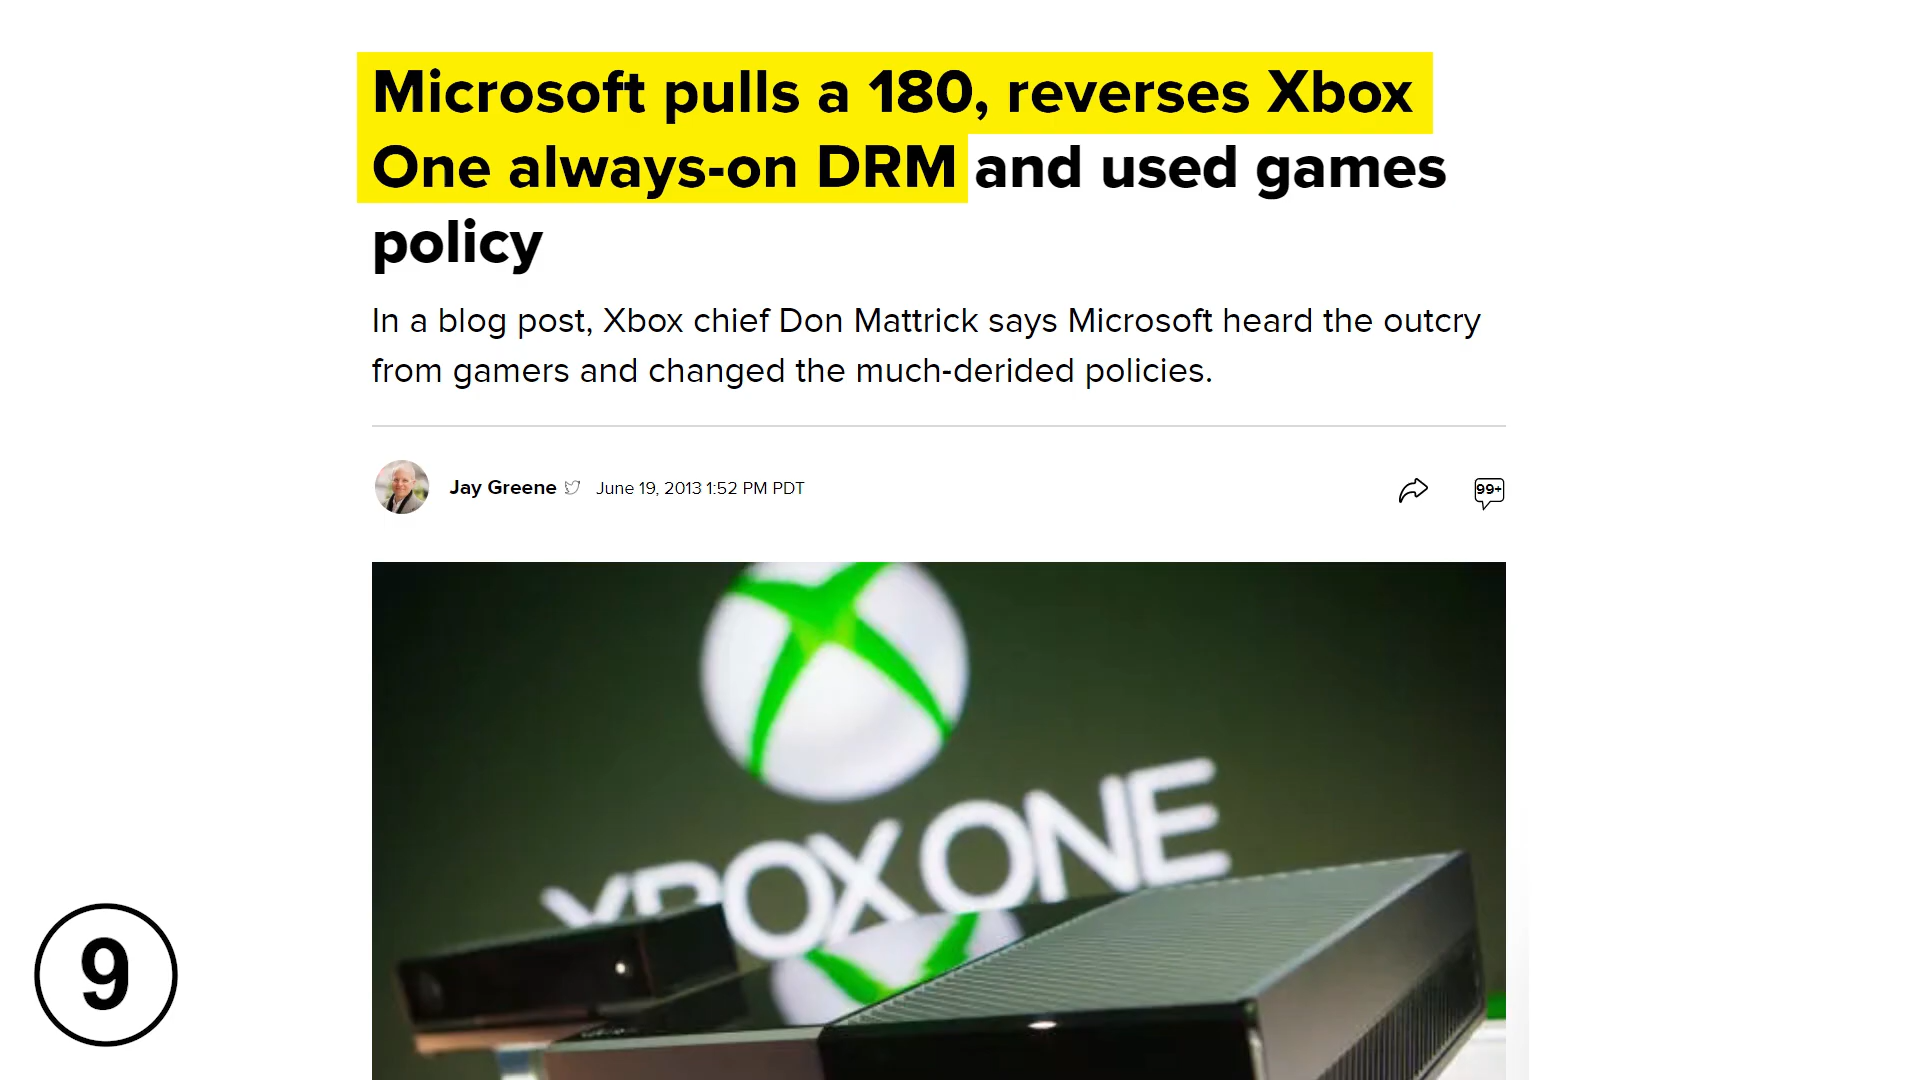 Microsoft pulls a 180, reverses Xbox
One always-on DRM and used games
policy
In a blog post, Xbox chief Don Mattrick says Microsoft heard the outcry
from gamers and changed the much-derided policies.
Jay Greene June 19, 2013 1:52 PM PDT
99+
XBOX ONE
9